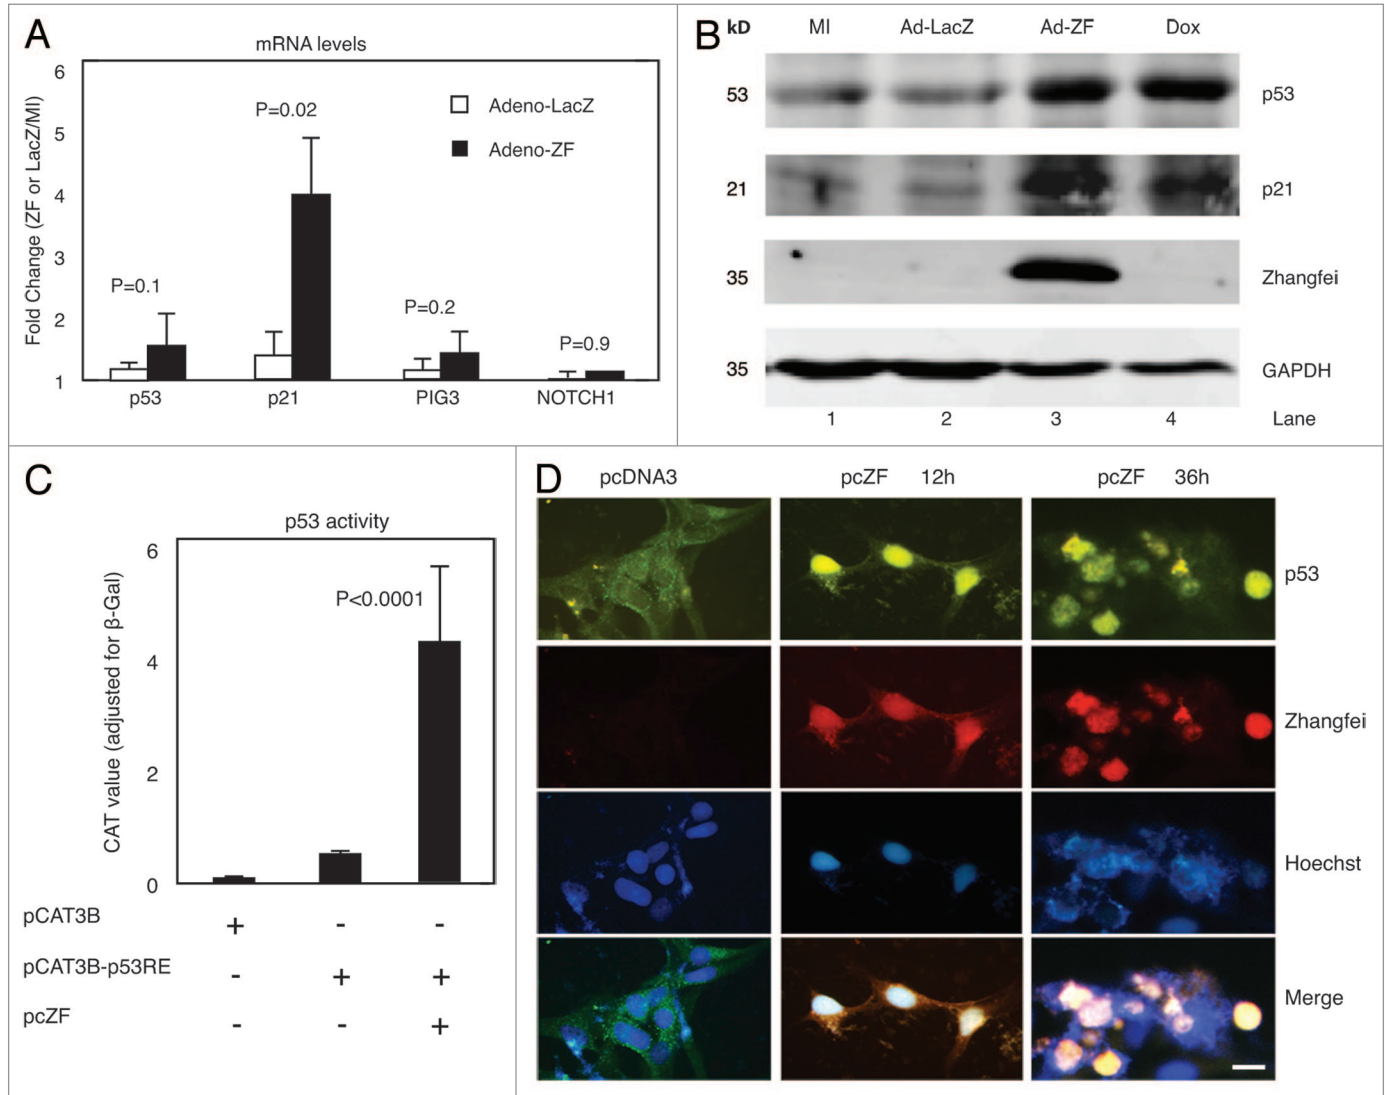 A
mRNA levels
Fold Change (ZF or LacZ/MI)
6
5
4
3
2
1
P=0.1
P=0.02
P=0.2
P=0.9
Adeno-LacZ
Adeno-ZF
p53 p21 PIG3 NOTCH1
B kD MI Ad-LacZ Ad-ZF Dox
53 p53
21 p21
35 Zhangfei
35 GAPDH
1 2 3 4 Lane
C
p53 activity
CAT value (adjusted for β-Gal)
6
4
2
0
P<0.0001
pCAT3B + - -
pCAT3B-p53RE - + +
pcZF - - +
D pcDNA3 pcZF 12h pcZF 36h
p53
Zhangfei
Hoechst
Merge